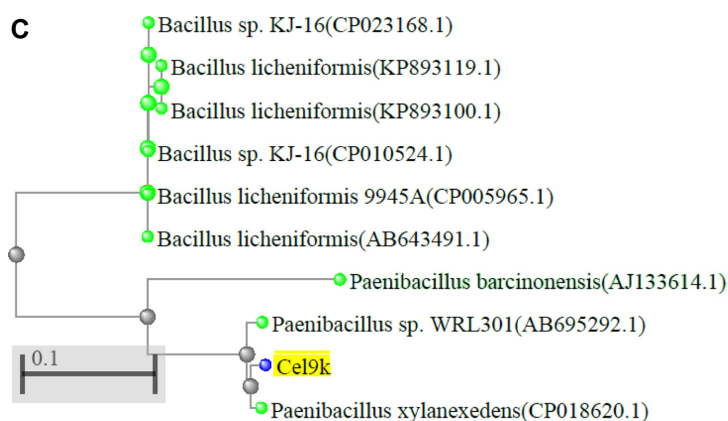 C
Bacillus sp. KJ-16(CP023168.1)
Bacillus licheniformis(KP893119.1)
Bacillus licheniformis(KP893100.1)
Bacillus sp. KJ-16(CP010524.1)
Bacillus licheniformis 9945A(CP005965.1)
Bacillus licheniformis(AB643491.1)
Paenibacillus barcinonensis(AJ133614.1)
Paenibacillus sp. WRL301(AB695292.1)
0.1
Cel9k
Paenibacillus xylanexedens(CP018620.1)